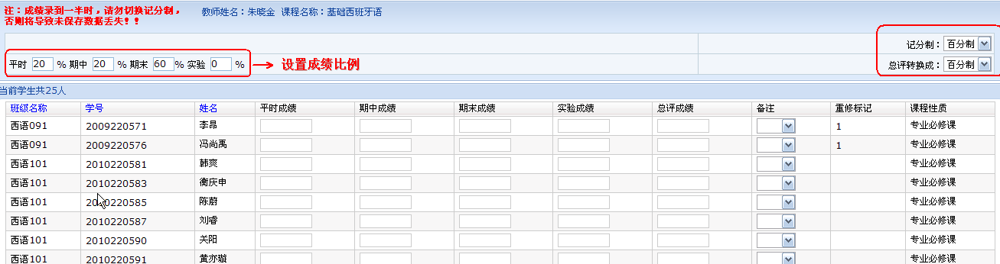 注：成绩录到一半时，请勿切换记分制，
否则将导致未保存数据丢失！！
教师姓名：朱晓金 课程名称：基础西班牙语
记分制：百分制
平时 20 % 期中 20 % 期末 60 % 实验 0 % 设置成绩比例
总评转换成：百分制
当前学生共25人
班级名称 学号 姓名 平时成绩 期中成绩 期末成绩 实验成绩 总评成绩 备注 重修标记 课程性质
西语091 2009220571 李昂 1 专业必修课
西语091 2009220576 冯尚禹 1 专业必修课
西语101 2010220581 韩爽 专业必修课
西语101 2010220583 衡庆申 专业必修课
西语101 2010220585 陈蔚 专业必修课
西语101 2010220587 刘睿 专业必修课
西语101 2010220590 关阳 专业必修课
西语101 2010220591 黄亦璇 专业必修课